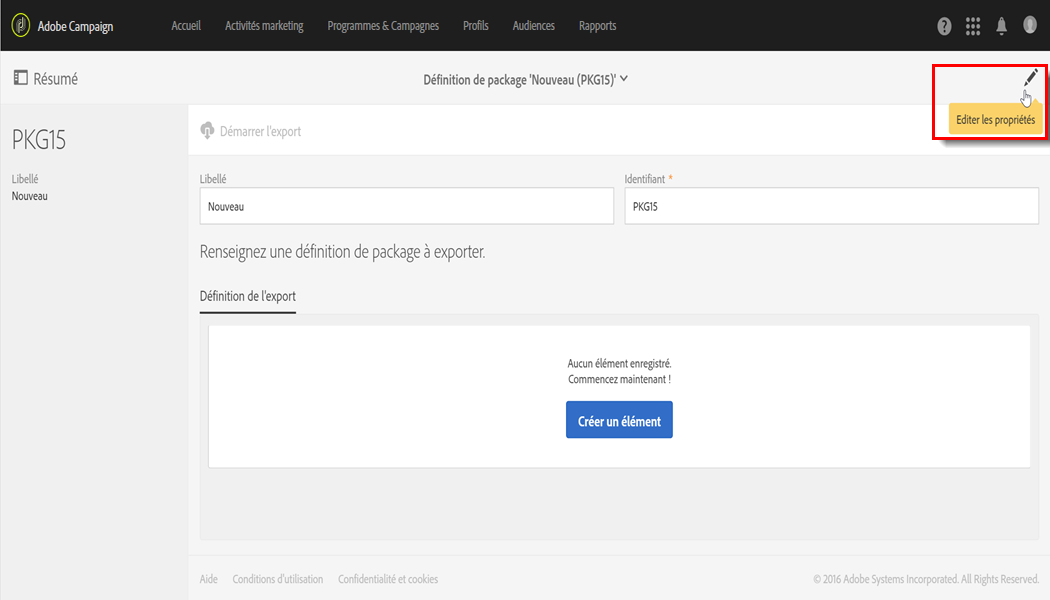 Adobe Campaign Accueil Activités marketing Programmes & Campagnes Profils Audiences Rapports
Résumé
Définition de package 'Nouveau (PKG15)'
Editer les propriétés
PKG15
Libellé
Nouveau
Démarrer l'export
Libellé
Identifiant *
Nouveau
PKG15
Renseignez une définition de package à exporter.
Définition de l'export
Aucun élément enregistré.
Commencez maintenant !
Créer un élément
Aide Conditions d'utilisation Confidentialité et cookies
© 2016 Adobe Systems Incorporated. All Rights Reserved.